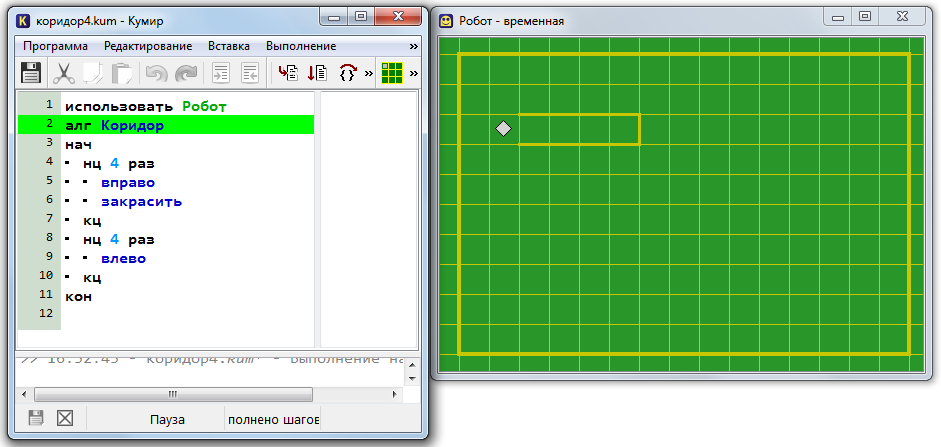 коридор4.kum - Кумир
Программа Редактирование Вставка Выполнение »
» »
1 использовать Робот
2 алг Коридор
3 нач
4 нц 4 раз
5 вправо
6 закрасить
7 кц
8 нц 4 раз
9 влево
10 кц
11 кон
12
>> 16:52:45 - коридор4.kum* - Выполнение на
Пауза
полнено шагов
Робот - временная